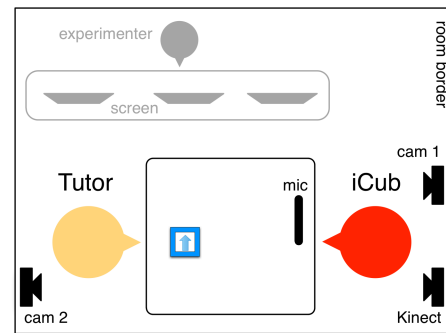 experimenter
room border
screen
cam 1
Tutor
mic
iCub
cam 2
Kinect